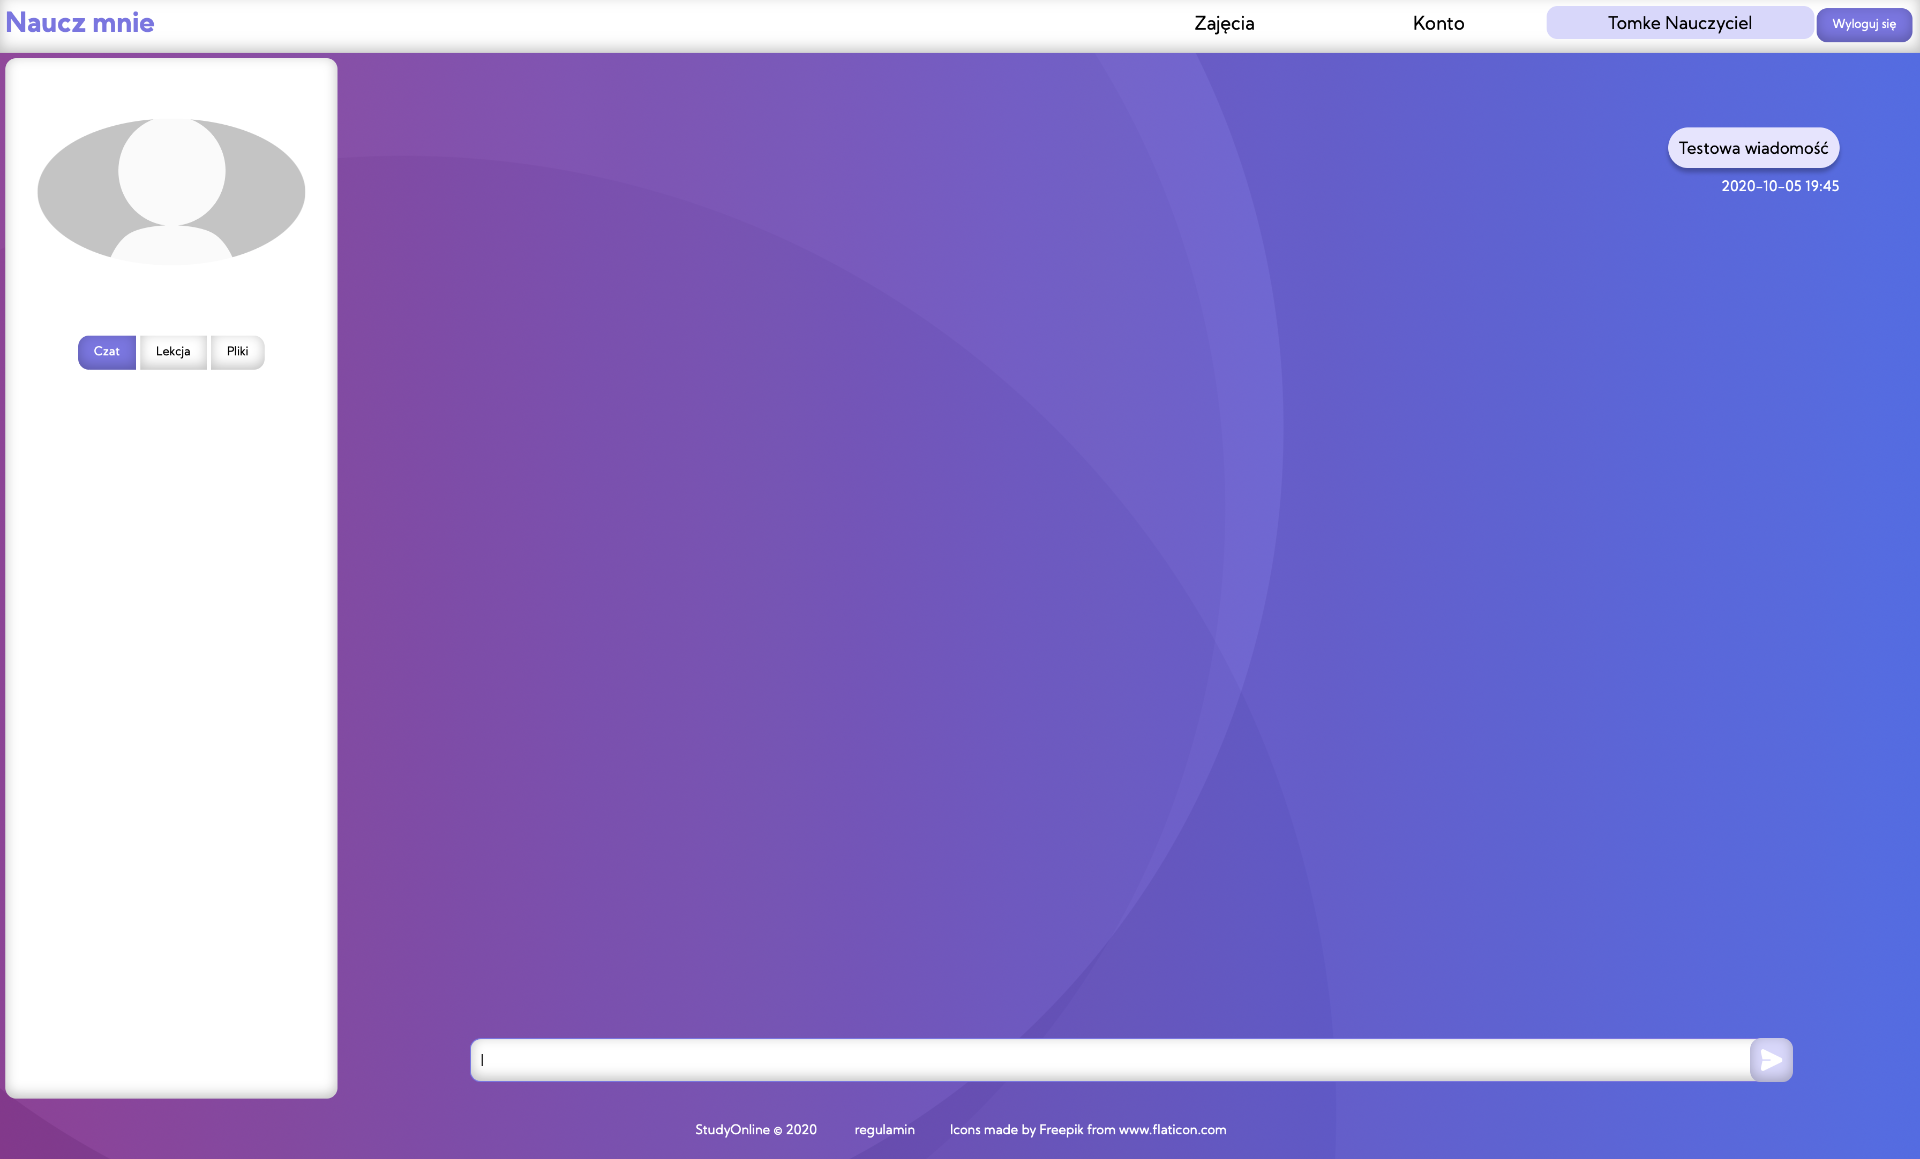 Naucz mnie
Zajęcia
Konto
Tomke Nauczyciel
Wyloguj się
Testowa wiadomość
2020-10-05 19:45
Czat
Lekcja
Pliki
StudyOnline © 2020
regulamin
Icons made by Freepik from www.flaticon.com